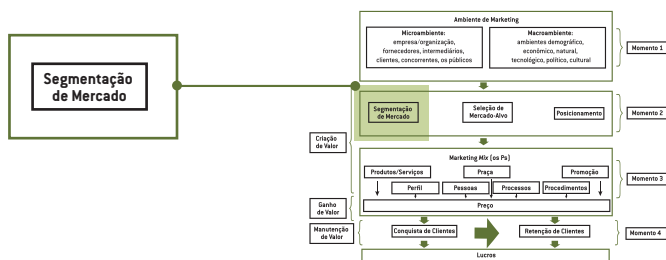 Segmentação
de Mercado
Ambiente de Marketing
Microambiente:
empresa/organização,
fornecedores, intermediários,
clientes, concorrentes, os públicos
Macroambiente:
ambientes demográfico,
econômico, natural,
tecnológico, político, cultural
Momento 1
Segmentação
de Mercado
Seleção de
Mercado-Alvo
Posicionamento
Momento 2
Criação
de Valor
Marketing Mix (os Ps)
Produtos/Serviços
Praça
Promoção
Perfil
Pessoas
Processos
Procedimentos
Momento 3
Ganho
de Valor
Preço
Manutenção
de Valor
Conquista de Clientes
Retenção de Clientes
Momento 4
Lucros